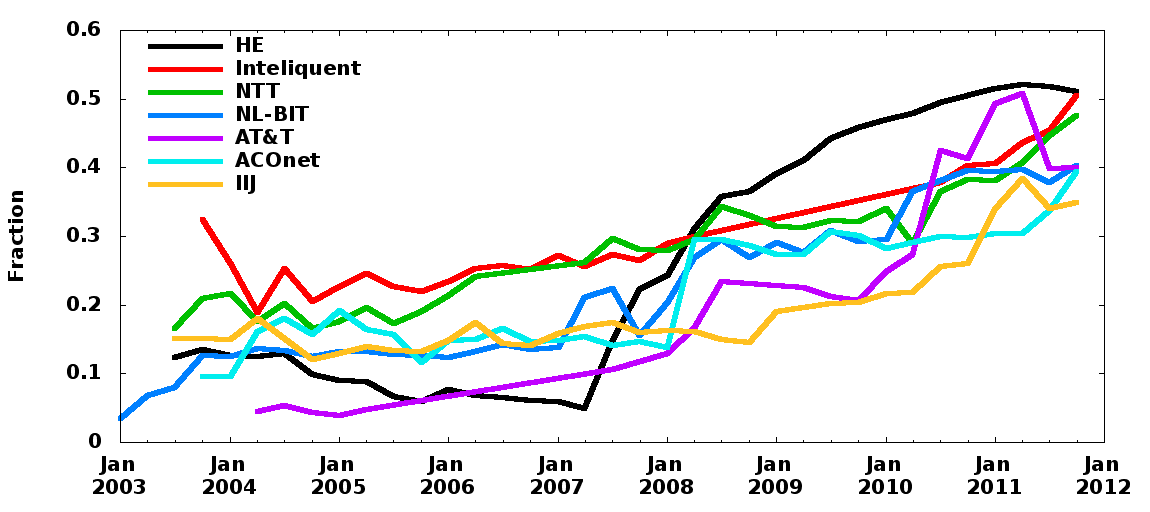 0.6
0.5
0.4
0.3
0.2
0.1
0
Fraction
HE
Inteliquent
NTT
NL-BIT
AT&T
ACOnet
IIJ
Jan Jan Jan Jan Jan Jan Jan Jan Jan Jan
2003 2004 2005 2006 2007 2008 2009 2010 2011 2012